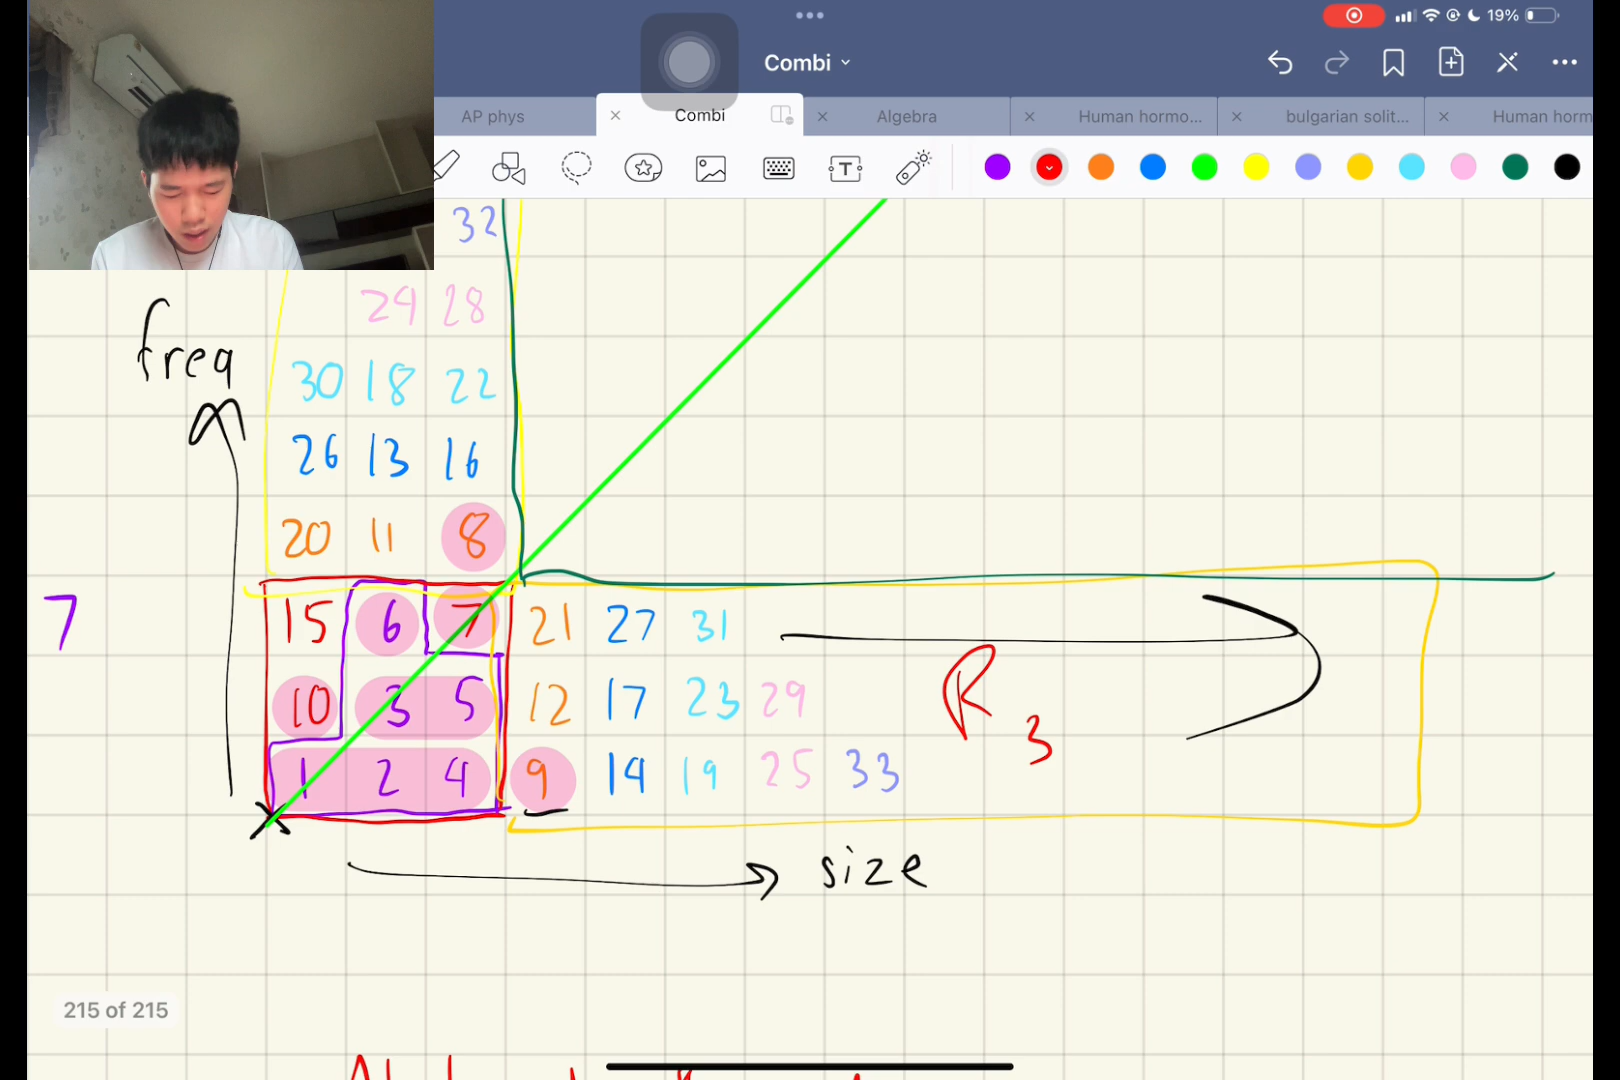 19%
Combi
AP phys
Combi
Algebra
Human hormo...
bulgarian solit...
Human horm
T
32
freq
29 28
30 18 22
26 13 16
20 11 8
7
15 6 7 21 27 31
10 3 5 12 17 23 29
R
3
1 2 4 9 14 19 25 33
size
215 of 215